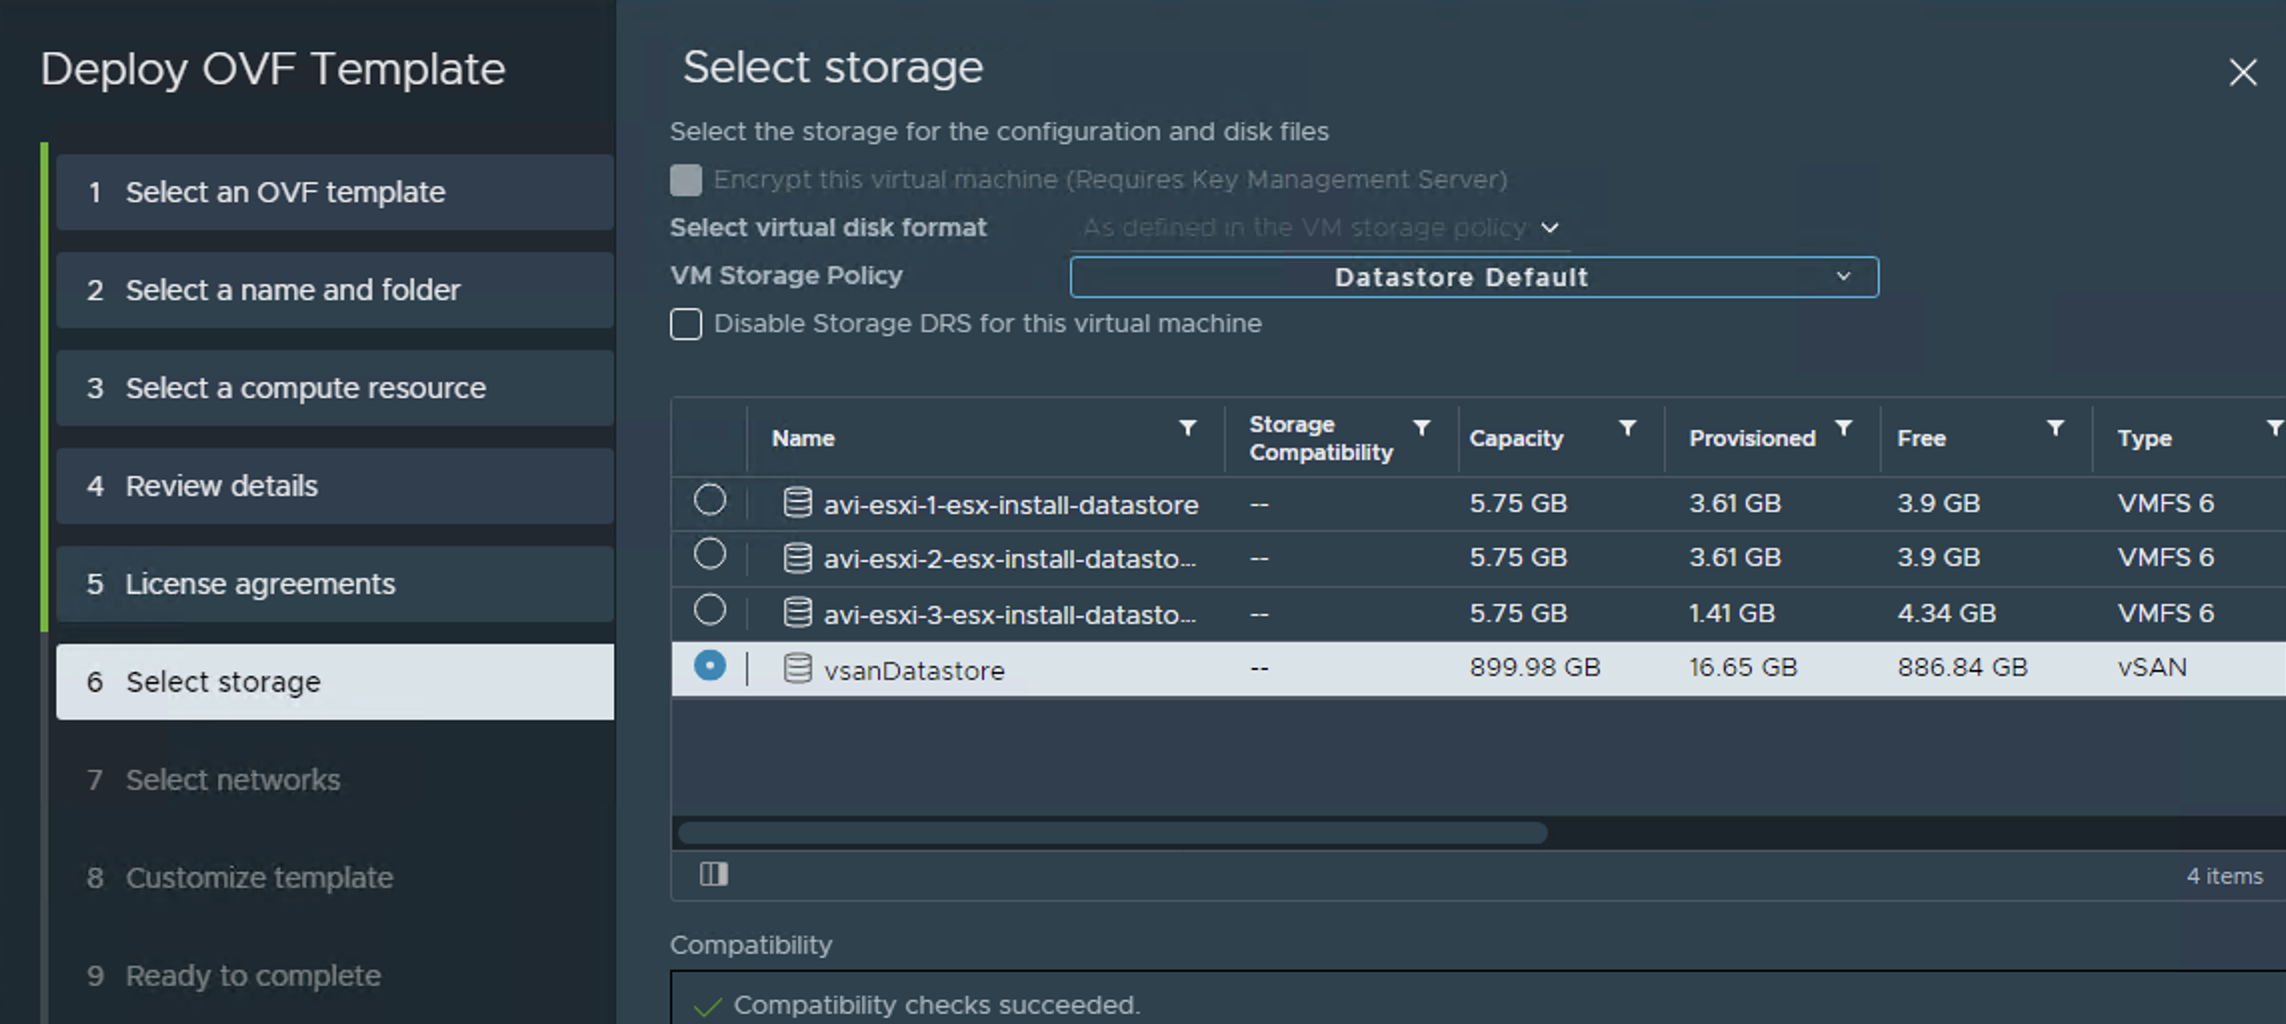 Deploy OVF Template
1 Select an OVF template
2 Select a name and folder
3 Select a compute resource
4 Review details
5 License agreements
6 Select storage
7 Select networks
8 Customize template
9 Ready to complete
Select storage
Select the storage for the configuration and disk files
Encrypt this virtual machine (Requires Key Management Server)
Select virtual disk format As defined in the VM storage policy
VM Storage Policy Datastore Default
Disable Storage DRS for this virtual machine
Name Storage Compatibility Capacity Provisioned Free Type
avi-esxi-1-esx-install-datastore -- 5.75 GB 3.61 GB 3.9 GB VMFS 6
avi-esxi-2-esx-install-datasto... -- 5.75 GB 3.61 GB 3.9 GB VMFS 6
avi-esxi-3-esx-install-datasto... -- 5.75 GB 1.41 GB 4.34 GB VMFS 6
vsanDatastore -- 899.98 GB 16.65 GB 886.84 GB vSAN
4 items
Compatibility
Compatibility checks succeeded.